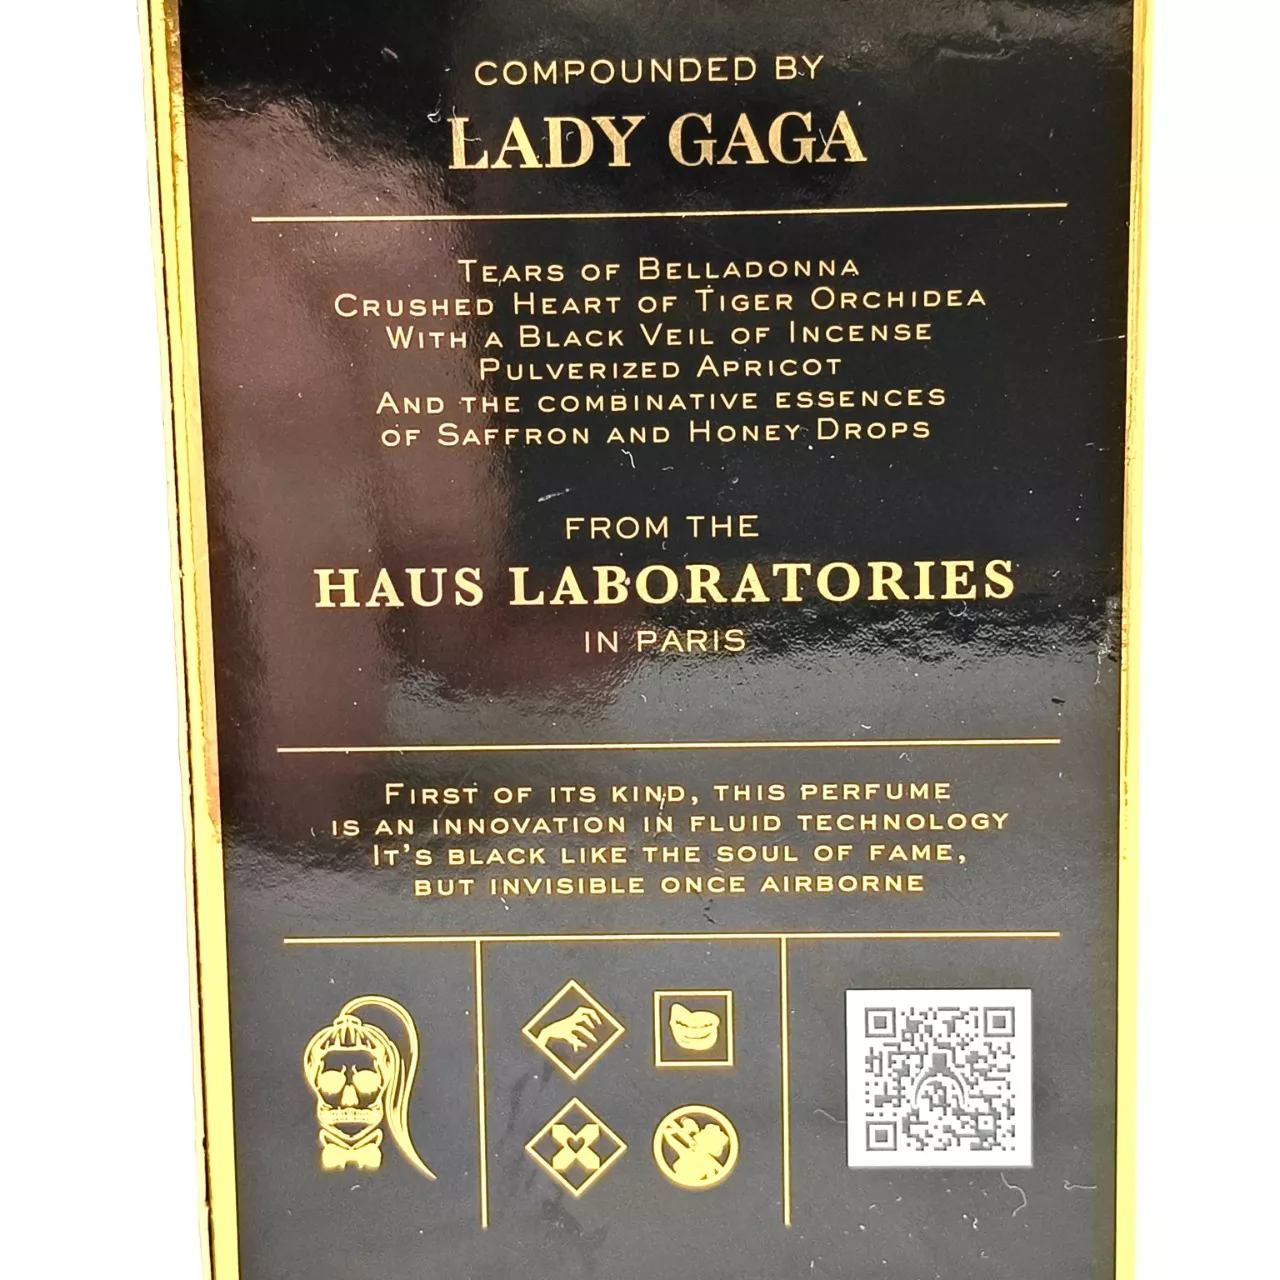 COMPOUNDED BY
LADY GAGA
TEARS OF BELLADONNA
CRUSHED HEART OF TIGER ORCHIDEA
WITH A BLACK VEIL OF INCENSE
PULVERIZED APRICOT
AND THE COMBINATIVE ESSENCES
OF SAFFRON AND HONEY DROPS
FROM THE
HAUS LABORATORIES
IN PARIS
FIRST OF ITS KIND, THIS PERFUME
IS AN INNOVATION IN FLUID TECHNOLOGY
IT'S BLACK LIKE THE SOUL OF FAME,
BUT INVISIBLE ONCE AIRBORNE